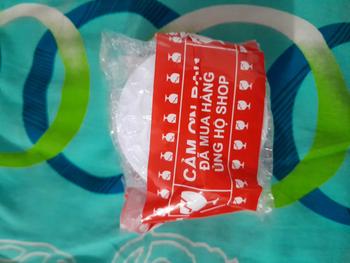 CẢM ƠN BẠN
ĐÃ MUA HÀNG
ỦNG HỘ SHOP